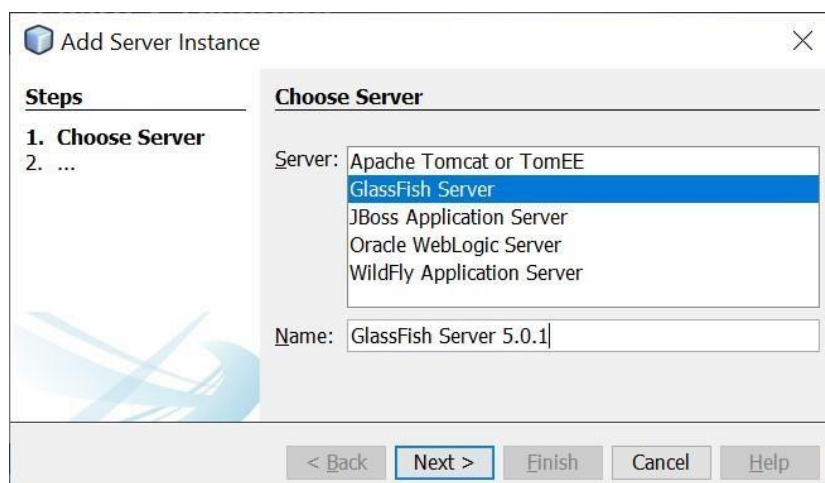 Add Server Instance
Steps
1. Choose Server
2. ...
Choose Server
Server:
Apache Tomcat or TomEE
GlassFish Server
JBoss Application Server
Oracle WebLogic Server
WildFly Application Server
Name: GlassFish Server 5.0.1
< Back Next > Finish Cancel Help